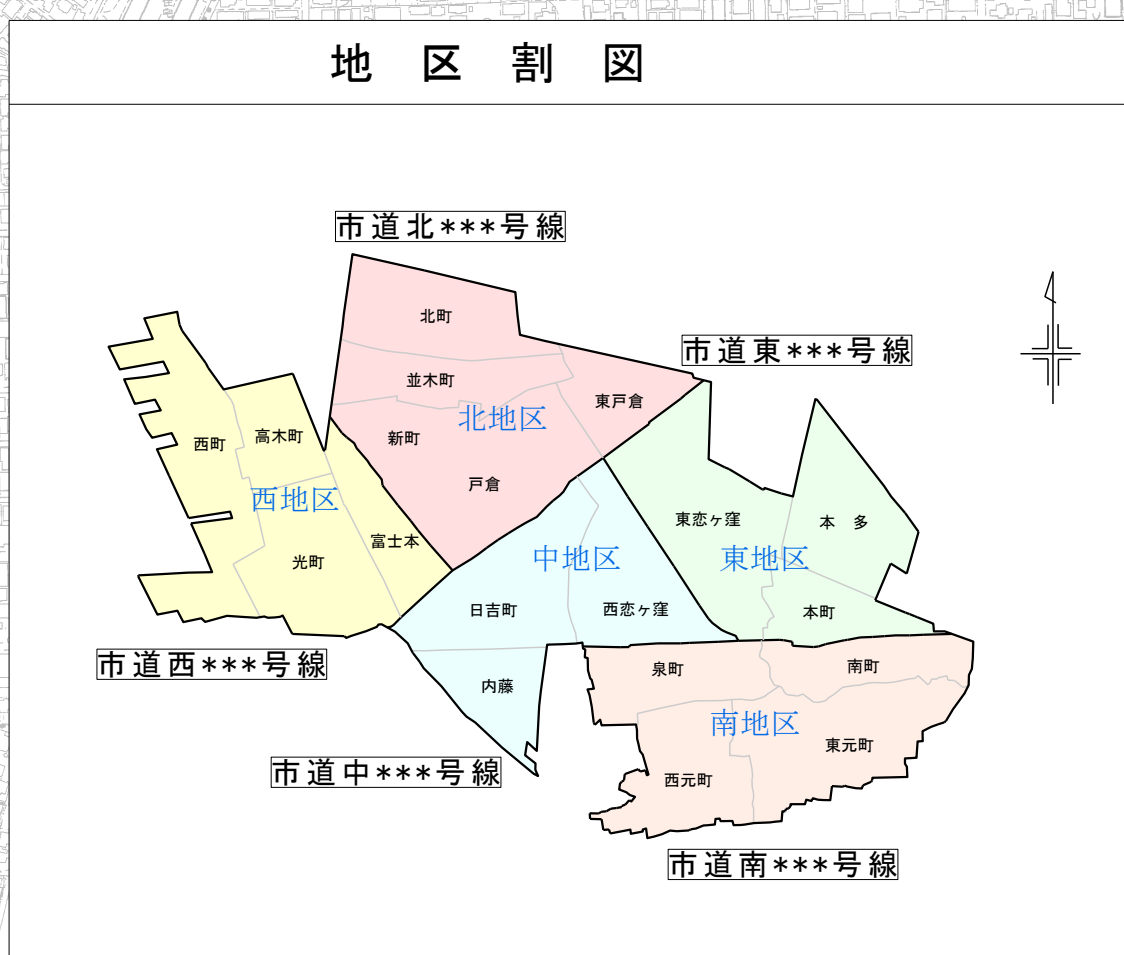 地区割図
市道北***号線
北町
市道東***号線
並木町
東戸倉
北地区
新町
高木町
西町
戸倉
西地区
東恋ヶ窪
本多
富士本
光町
中地区
東地区
日吉町
西恋ヶ窪
本町
市道西***号線
泉町
南町
内藤
南地区
東元町
市道中***号線
西元町
市道南***号線